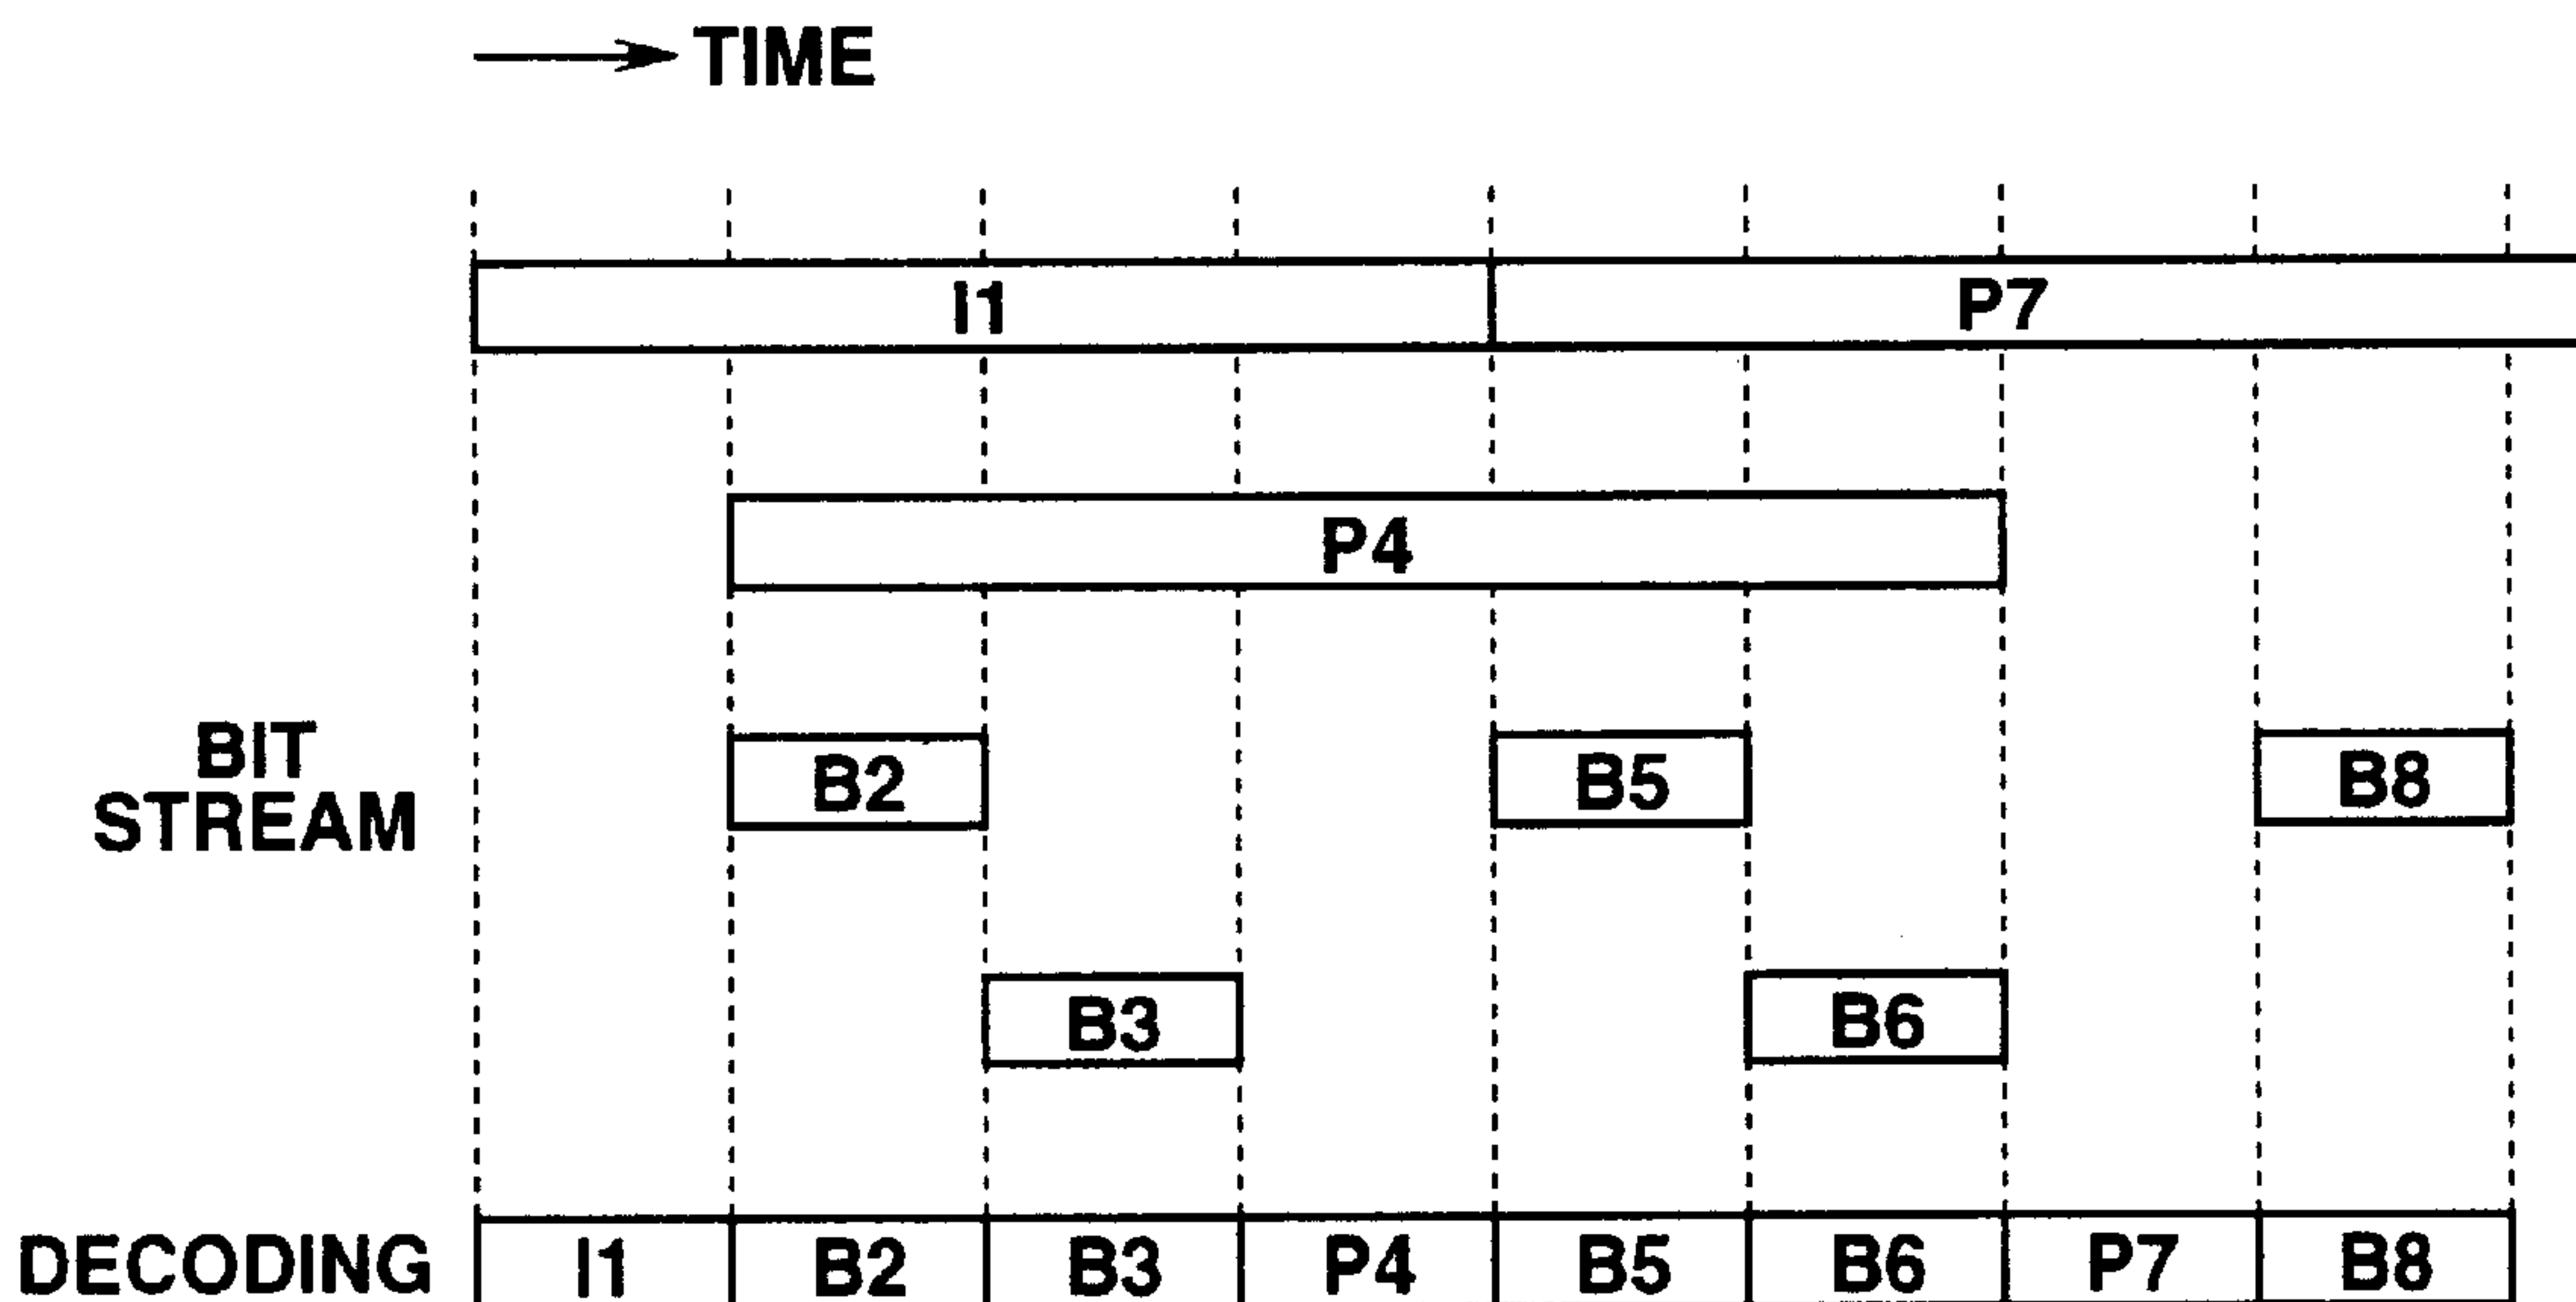 TIME
I1 P7
P4
BIT
STREAM
B2 B5 B8
B3 B6
DECODING I1 B2 B3 P4 B5 B6 P7 B8